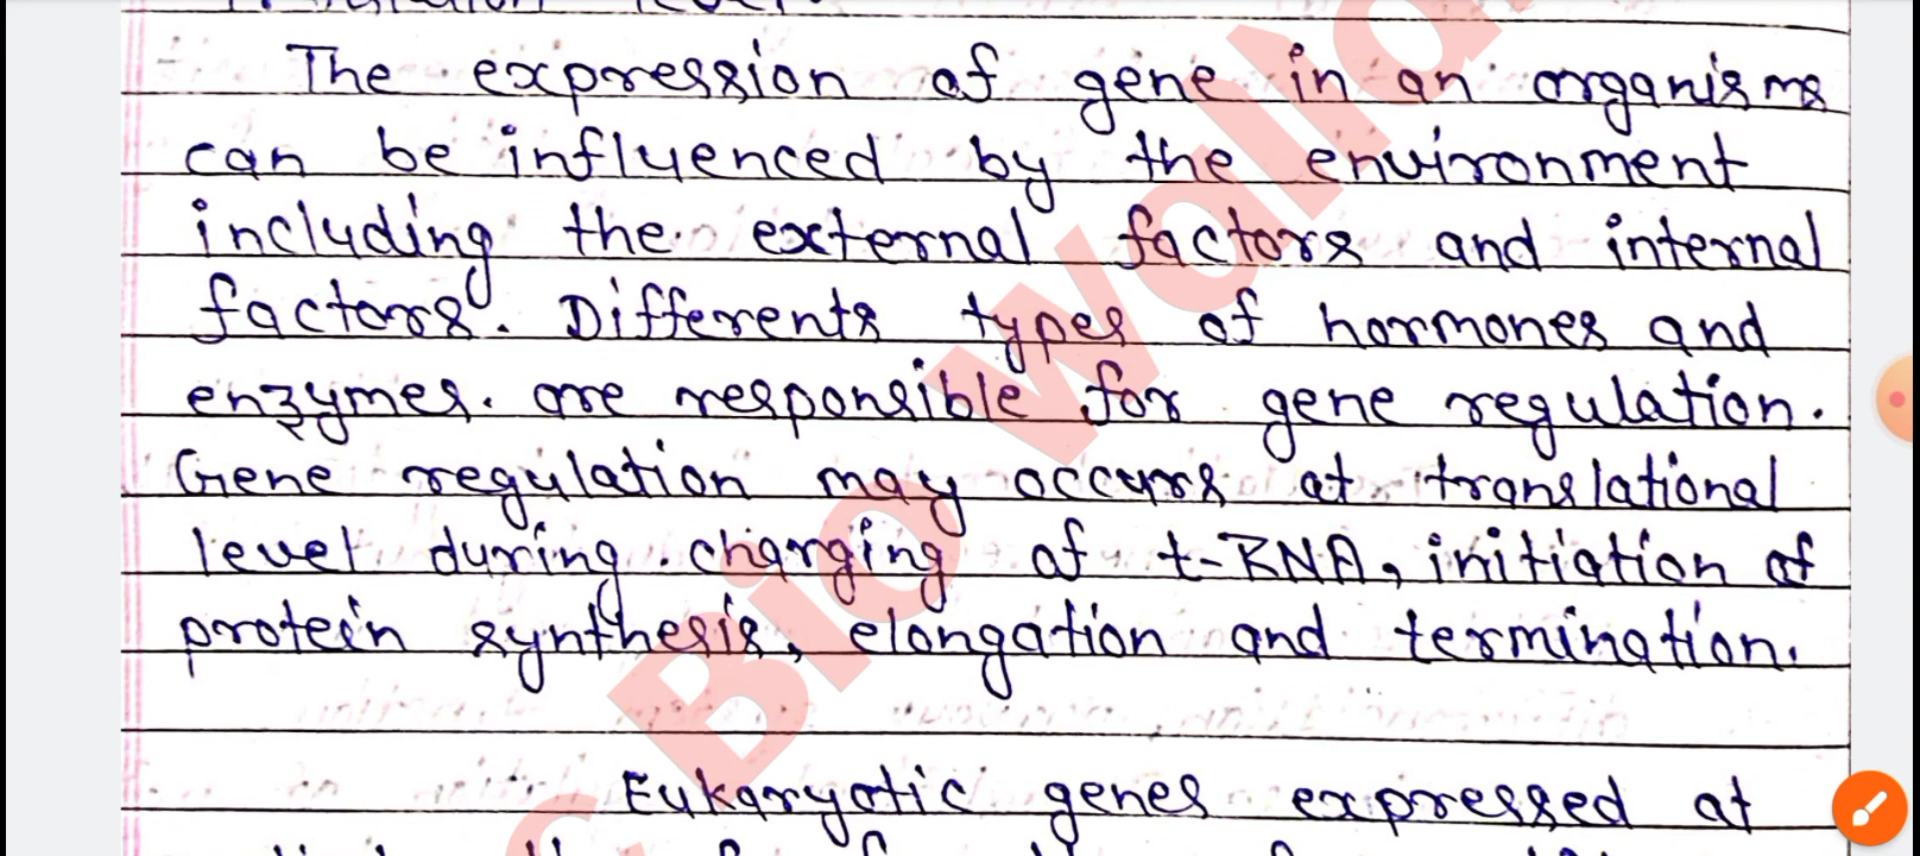 The expression of gene in an organisms
can be influenced by the environment
including the external factors and internal
factors. Differents types of hormones and
enzymes. are responsible for gene regulation.
Gene regulation may occurs at translational
level during charging of t-RNA, initiation of
protein synthesis, elongation and termination.
Eukaryotic genes expressed at
Bio Walla